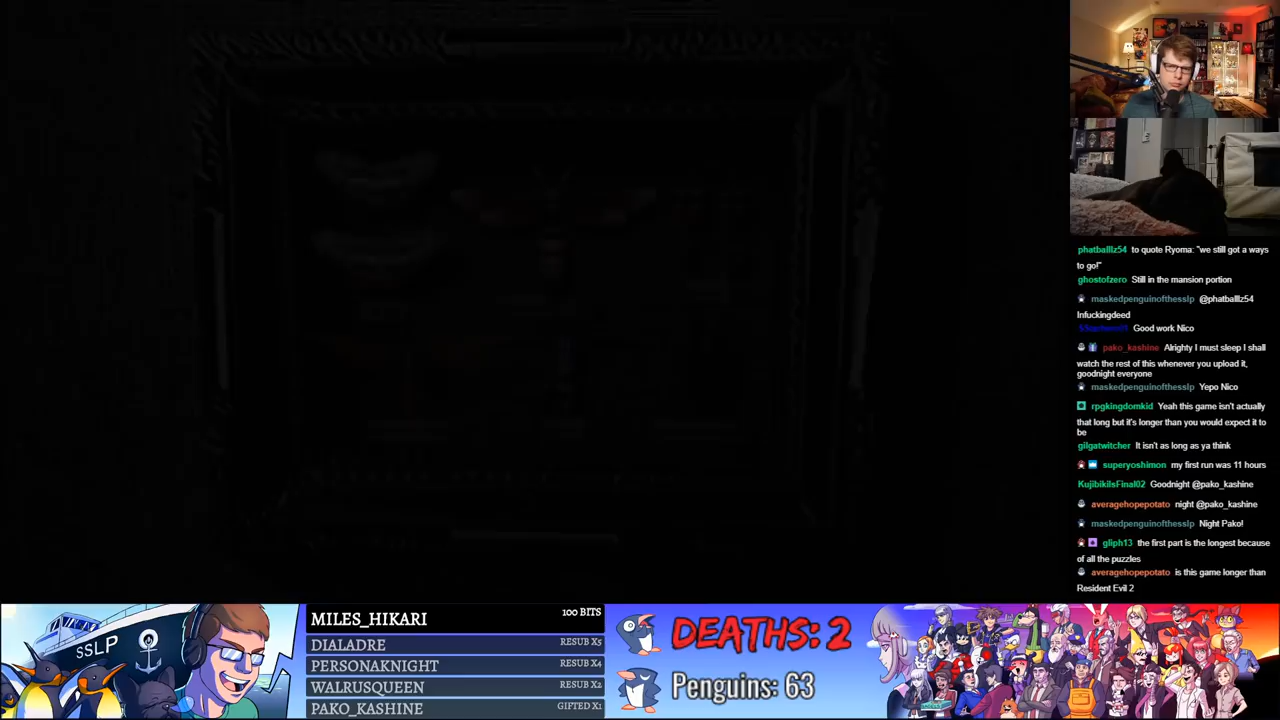 phatballlz54 to quote Ryoma: "we still got a ways
to go!"
ghostofzero Still in the mansion portion
maskedpenguinofthesslp @phatballlz54
Infuckingdeed
Good work Nico
pako_kashine Alrighty I must sleep I shall
watch the rest of this whenever you upload it,
goodnight everyone
maskedpenguinofthesslp Yepo Nico
rpgkingdomkid Yeah this game isn't actually
that long but it's longer than you would expect it to
be
gilgatwitcher It isn't as long as ya think
superyoshimon my first run was 11 hours
KujibikiIsFinal02 Goodnight @pako_kashine
averagehopepotato night @pako_kashine
maskedpenguinofthesslp Night Pako!
gliph13 the first part is the longest because
of all the puzzles
averagehopepotato is this game longer than
Resident Evil 2
SSLP
MILES_HIKARI 100 BITS
DIALADRE RESUB X5
PERSONAKNIGHT RESUB X4
WALRUSQUEEN RESUB X2
PAKO_KASHINE GIFTED X1
DEATHS: 2
Penguins: 63